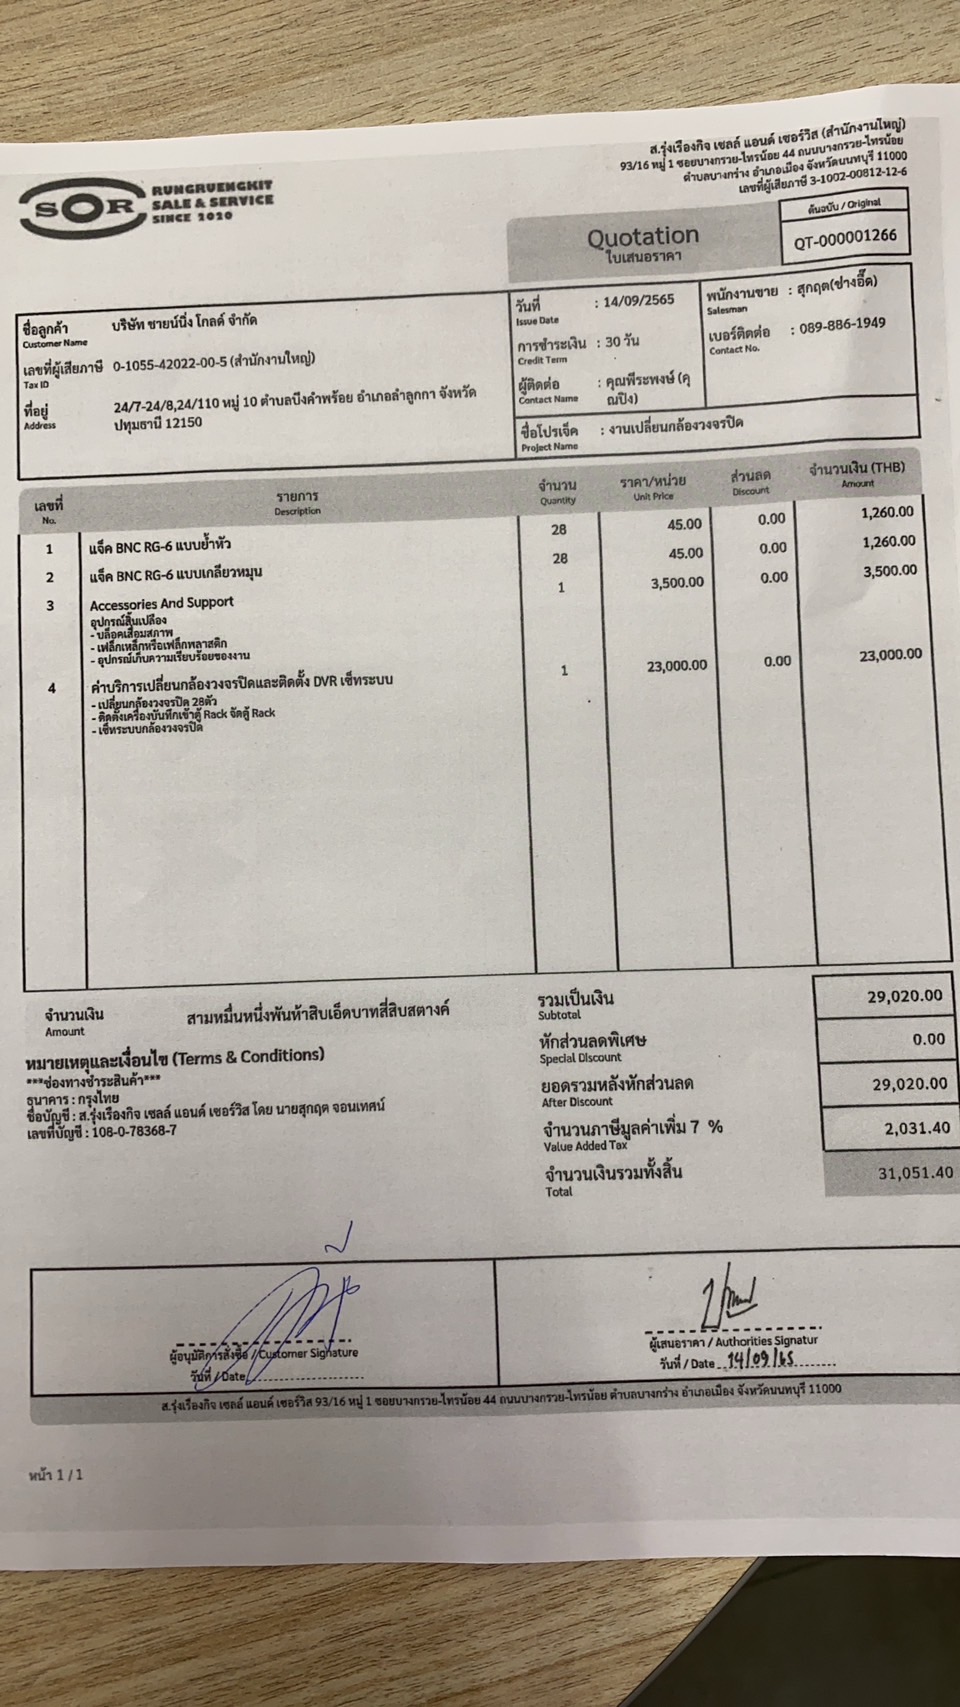 ส.รุ่งเรืองกิจ เซลล์ แอนด์ เซอร์วิส (สำนักงานใหญ่)
93/16 หมู่ 1 ซอยบางกรวย-ไทรน้อย 44 ถนนบางกรวย-ไทรน้อย
ตำบลบางกร่าง อำเภอเมือง จังหวัดนนทบุรี 11000
เลขที่ผู้เสียภาษี 3-1002-00812-12-6
SOR
RUNGRUENGKIT
SALE & SERVICE
SINCE 2020
Quotation
ใบเสนอราคา
ต้นฉบับ / Original
QT-000001266
ชื่อลูกค้า บริษัท ชายน์นิ่ง โกลด์ จำกัด
Customer Name
เลขที่ผู้เสียภาษี 0-1055-42022-00-5 (สำนักงานใหญ่)
Tax ID
ที่อยู่ 24/7-24/8,24/110 หมู่ 10 ตำบลบึงคำพร้อย อำเภอลำลูกกา จังหวัด
Address ปทุมธานี 12150
วันที่ : 14/09/2565
Issue Date
การชำระเงิน : 30 วัน
Credit Term
ผู้ติดต่อ : คุณพีระพงษ์ (คุ
Contact Name ณปิง)
พนักงานขาย : สุกฤต(ช่างอี๊ด)
Salesman
เบอร์ติดต่อ : 089-886-1949
Contact No.
ชื่อโปรเจ็ค : งานเปลี่ยนกล้องวงจรปิด
Project Name
เลขที่ รายการ จำนวน ราคา/หน่วย ส่วนลด จำนวนเงิน (THB)
No. Description Quantity Unit Price Discount Amount
1 แจ็ค BNC RG-6 แบบย้ำหัว 28 45.00 0.00 1,260.00
2 แจ็ค BNC RG-6 แบบเกลียวหมุน 28 45.00 0.00 1,260.00
3 Accessories And Support 1 3,500.00 0.00 3,500.00
อุปกรณ์สิ้นเปลือง
- บล็อคเสื่อมสภาพ
- เฟล็กเหล็กหรือเฟล็กพลาสติก
- อุปกรณ์เก็บความเรียบร้อยของงาน
4 ค่าบริการเปลี่ยนกล้องวงจรปิดและติดตั้ง DVR เซ็ทระบบ 1 23,000.00 0.00 23,000.00
- เปลี่ยนกล้องวงจรปิด 28ตัว
- ติดตั้งเครื่องบันทึกเข้าตู้ Rack จัดตู้ Rack
- เซ็ทระบบกล้องวงจรปิด
จำนวนเงิน สามหมื่นหนึ่งพันห้าสิบเอ็ดบาทสี่สิบสตางค์
Amount
รวมเป็นเงิน 29,020.00
Subtotal
หักส่วนลดพิเศษ 0.00
Special Discount
ยอดรวมหลังหักส่วนลด 29,020.00
After Discount
จำนวนภาษีมูลค่าเพิ่ม 7 % 2,031.40
Value Added Tax
จำนวนเงินรวมทั้งสิ้น 31,051.40
Total
หมายเหตุและเงื่อนไข (Terms & Conditions)
***ช่องทางชำระสินค้า***
ธนาคาร : กรุงไทย
ชื่อบัญชี : ส.รุ่งเรืองกิจ เซลล์ แอนด์ เซอร์วิส โดย นายสุกฤต จอนเทศน์
เลขที่บัญชี : 108-0-78368-7
ผู้อนุมัติการสั่งซื้อ / Customer Signature
วันที่ / Date
ผู้เสนอราคา / Authorities Signatur
วันที่ / Date 14/09/65
ส.รุ่งเรืองกิจ เซลล์ แอนด์ เซอร์วิส 93/16 หมู่ 1 ซอยบางกรวย-ไทรน้อย 44 ถนนบางกรวย-ไทรน้อย ตำบลบางกร่าง อำเภอเมือง จังหวัดนนทบุรี 11000
หน้า 1 / 1